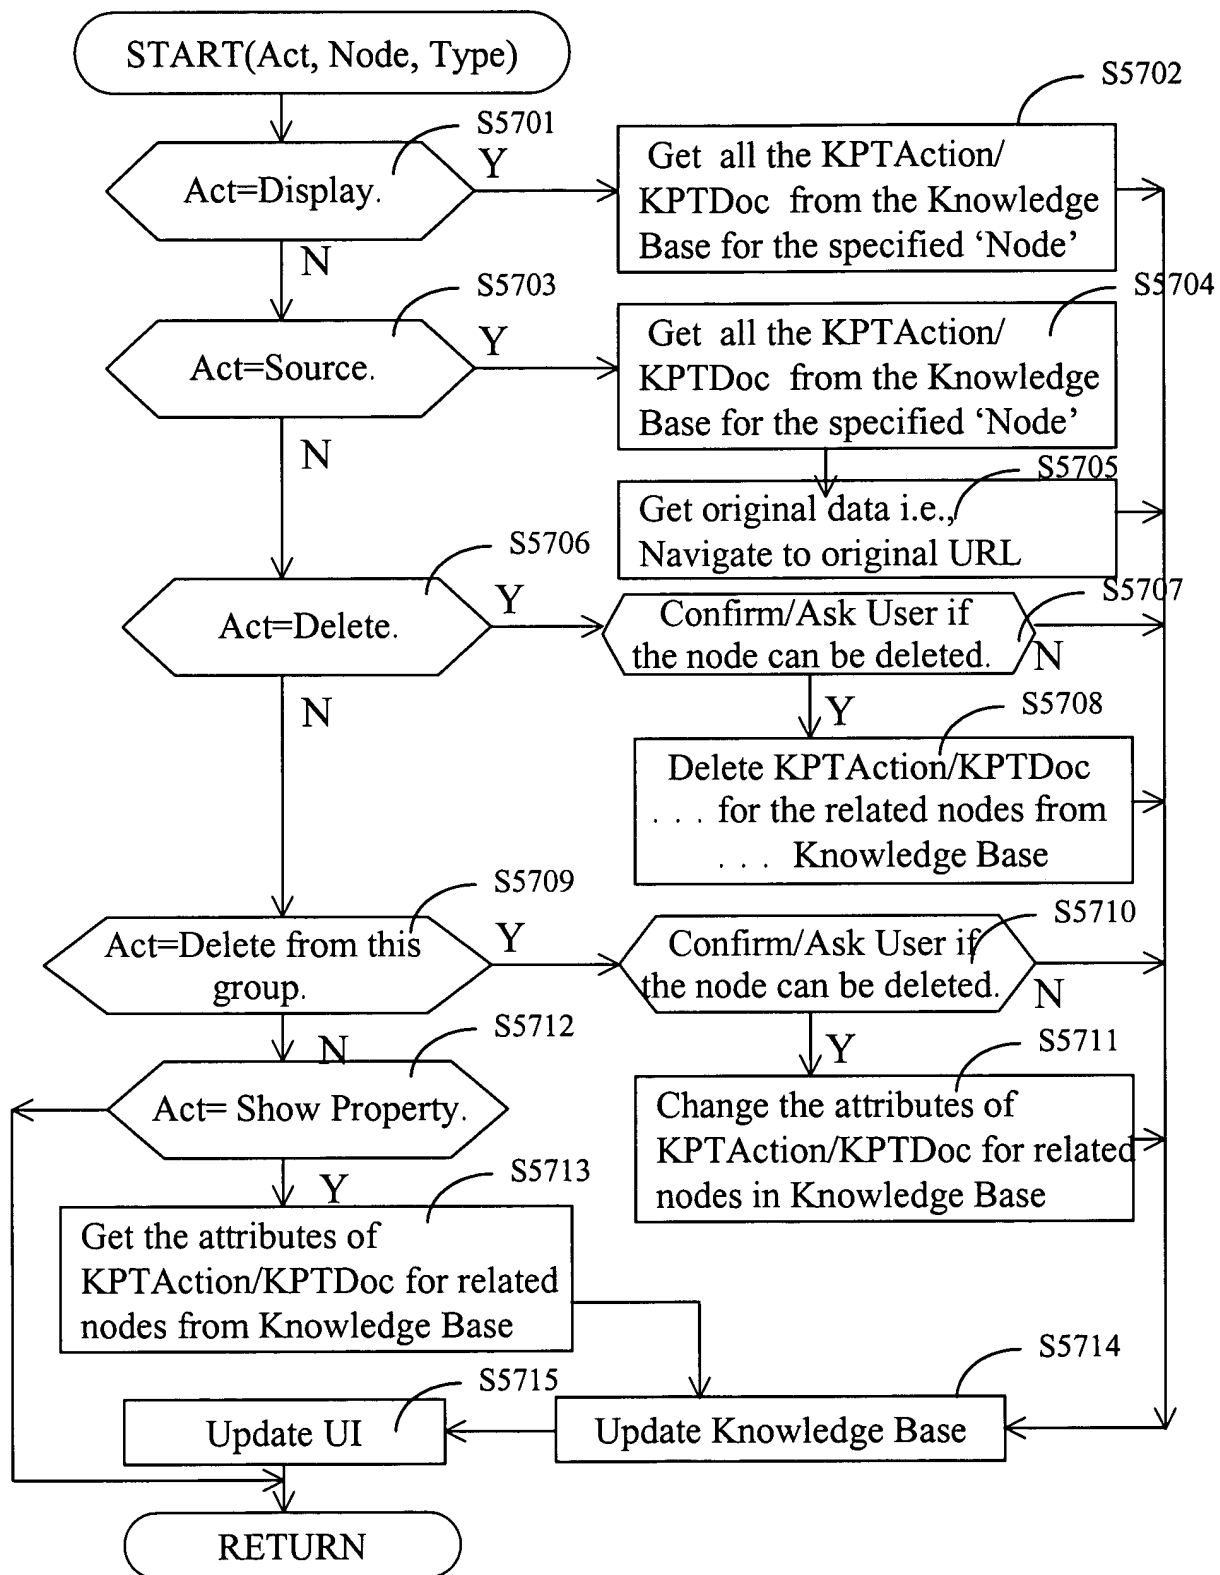 START(Act, Node, Type)
S5701
Act=Display.
Y
N
S5702
Get all the KPTAction/
KPTDoc from the Knowledge
Base for the specified ‘Node’
S5703
Act=Source.
Y
N
S5704
Get all the KPTAction/
KPTDoc from the Knowledge
Base for the specified ‘Node’
S5705
Get original data i.e.,
Navigate to original URL
S5706
Act=Delete.
Y
N
S5707
Confirm/Ask User if
the node can be deleted.
N
Y
S5708
Delete KPTAction/KPTDoc
. . . for the related nodes from
. . . Knowledge Base
S5709
Act=Delete from this
group.
Y
N
S5710
Confirm/Ask User if
the node can be deleted.
N
Y
S5711
Change the attributes of
KPTAction/KPTDoc for related
nodes in Knowledge Base
S5712
Act= Show Property.
Y
S5713
Get the attributes of
KPTAction/KPTDoc for related
nodes from Knowledge Base
S5714
Update Knowledge Base
S5715
Update UI
RETURN